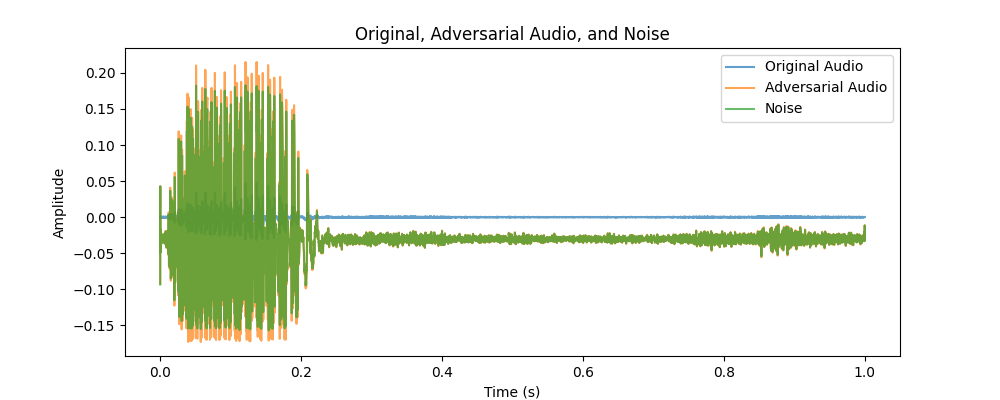 Original, Adversarial Audio, and Noise
Original Audio
Adversarial Audio
Noise
0.20
0.15
0.10
0.05
0.00
−0.05
−0.10
−0.15
Amplitude
0.0 0.2 0.4 0.6 0.8 1.0
Time (s)